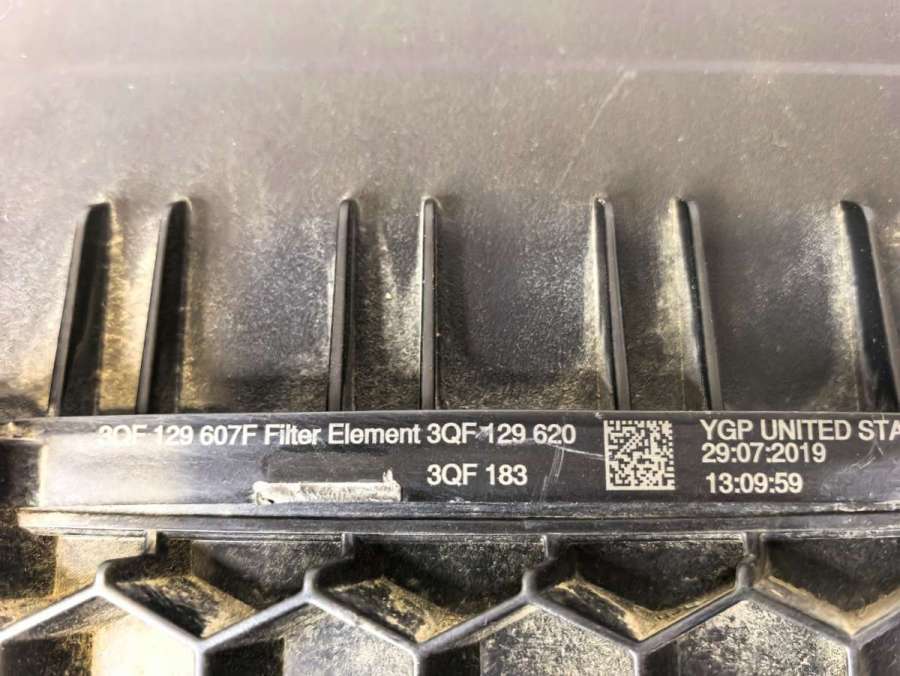 3QF 129 607F Filter Element 3QF 129 620
3QF 183
YGP UNITED STA
29:07:2019
13:09:59